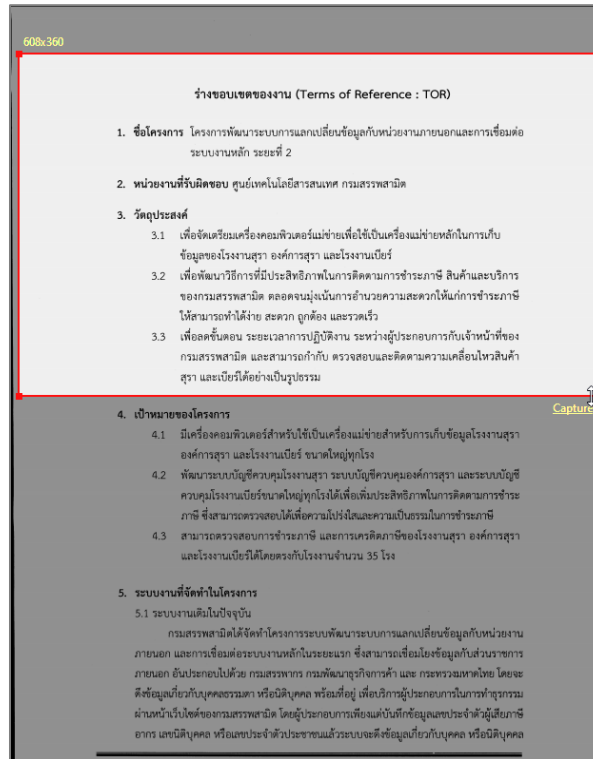 608x360
ร่างขอบเขตของงาน (Terms of Reference : TOR)
1. ชื่อโครงการ โครงการพัฒนาระบบการแลกเปลี่ยนข้อมูลกับหน่วยงานภายนอกและการเชื่อมต่อ
ระบบงานหลัก ระยะที่ 2
2. หน่วยงานที่รับผิดชอบ ศูนย์เทคโนโลยีสารสนเทศ กรมสรรพสามิต
3. วัตถุประสงค์
3.1 เพื่อจัดเตรียมเครื่องคอมพิวเตอร์แม่ข่ายเพื่อใช้เป็นเครื่องแม่ข่ายหลักในการเก็บ
ข้อมูลของโรงงานสุรา องค์การสุรา และโรงงานเบียร์
3.2 เพื่อพัฒนาวิธีการที่มีประสิทธิภาพในการติดตามการชำระภาษี สินค้าและบริการ
ของกรมสรรพสามิต ตลอดจนมุ่งเน้นการอำนวยความสะดวกให้แก่การชำระภาษี
ให้สามารถทำได้ง่าย สะดวก ถูกต้อง และรวดเร็ว
3.3 เพื่อลดขั้นตอน ระยะเวลาการปฏิบัติงาน ระหว่างผู้ประกอบการกับเจ้าหน้าที่ของ
กรมสรรพสามิต และสามารถกำกับ ตรวจสอบและติดตามความเคลื่อนไหวสินค้า
สุรา และเบียร์ได้อย่างเป็นรูปธรรม
Capture
4. เป้าหมายของโครงการ
4.1 มีเครื่องคอมพิวเตอร์สำหรับใช้เป็นเครื่องแม่ข่ายสำหรับการเก็บข้อมูลโรงงานสุรา
องค์การสุรา และโรงงานเบียร์ ขนาดใหญ่ทุกโรง
4.2 พัฒนาระบบบัญชีควบคุมโรงงานสุรา ระบบบัญชีควบคุมองค์การสุรา และระบบบัญชี
ควบคุมโรงงานเบียร์ขนาดใหญ่ทุกโรงได้เพื่อเพิ่มประสิทธิภาพในการติดตามการชำระ
ภาษี ซึ่งสามารถตรวจสอบได้เพื่อความโปร่งใสและความเป็นธรรมในการชำระภาษี
4.3 สามารถตรวจสอบการชำระภาษี และการเครดิตภาษีของโรงงานสุรา องค์การสุรา
และโรงงานเบียร์ได้โดยตรงกับโรงงานจำนวน 35 โรง
5. ระบบงานที่จัดทำในโครงการ
5.1 ระบบงานเดิมในปัจจุบัน
กรมสรรพสามิตได้จัดทำโครงการระบบพัฒนาระบบการแลกเปลี่ยนข้อมูลกับหน่วยงาน
ภายนอก และการเชื่อมต่อระบบงานหลักในระยะแรก ซึ่งสามารถเชื่อมโยงข้อมูลกับส่วนราชการ
ภายนอก อันประกอบไปด้วย กรมสรรพากร กรมพัฒนาธุรกิจการค้า และ กระทรวงมหาดไทย โดยจะ
ดึงข้อมูลเกี่ยวกับบุคคลธรรมดา หรือนิติบุคคล พร้อมที่อยู่ เพื่อบริการผู้ประกอบการในการทำธุรกรรม
ผ่านหน้าเว็บไซต์ของกรมสรรพสามิต โดยผู้ประกอบการเพียงแต่บันทึกข้อมูลเลขประจำตัวผู้เสียภาษี
อากร เลขนิติบุคคล หรือเลขประจำตัวประชาชนแล้วระบบจะดึงข้อมูลเกี่ยวกับบุคคล หรือนิติบุคคล